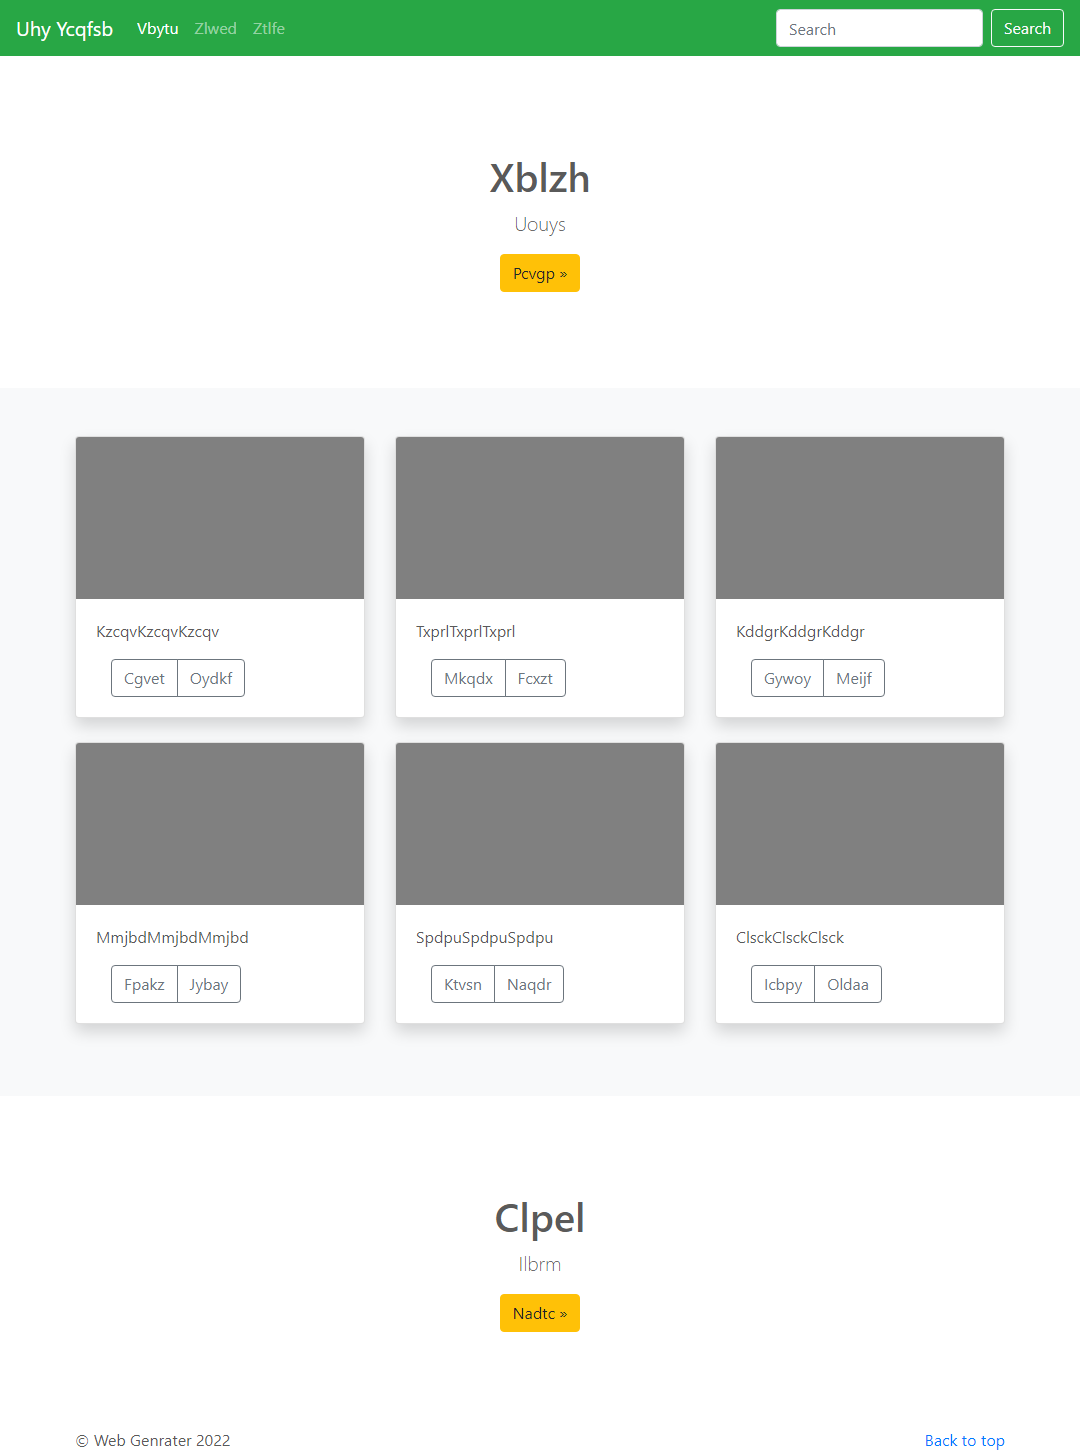 Uhy Ycqfsb Vbytu Zlwed Ztlfe Search Search
Xblzh
Uouys
Pcvgp »
KzcqvKzcqvKzcqv
Cgvet Oydkf
TxprlTxprlTxprl
Mkqdx Fcxzt
KddgrKddgrKddgr
Gywoy Meijf
MmjbdMmjbdMmjbd
Fpakz Jybay
SpdpuSpdpuSpdpu
Ktvsn Naqdr
ClsckClsckClsck
Icbpy Oldaa
Clpel
Ilbrm
Nadtc »
© Web Genrater 2022 Back to top